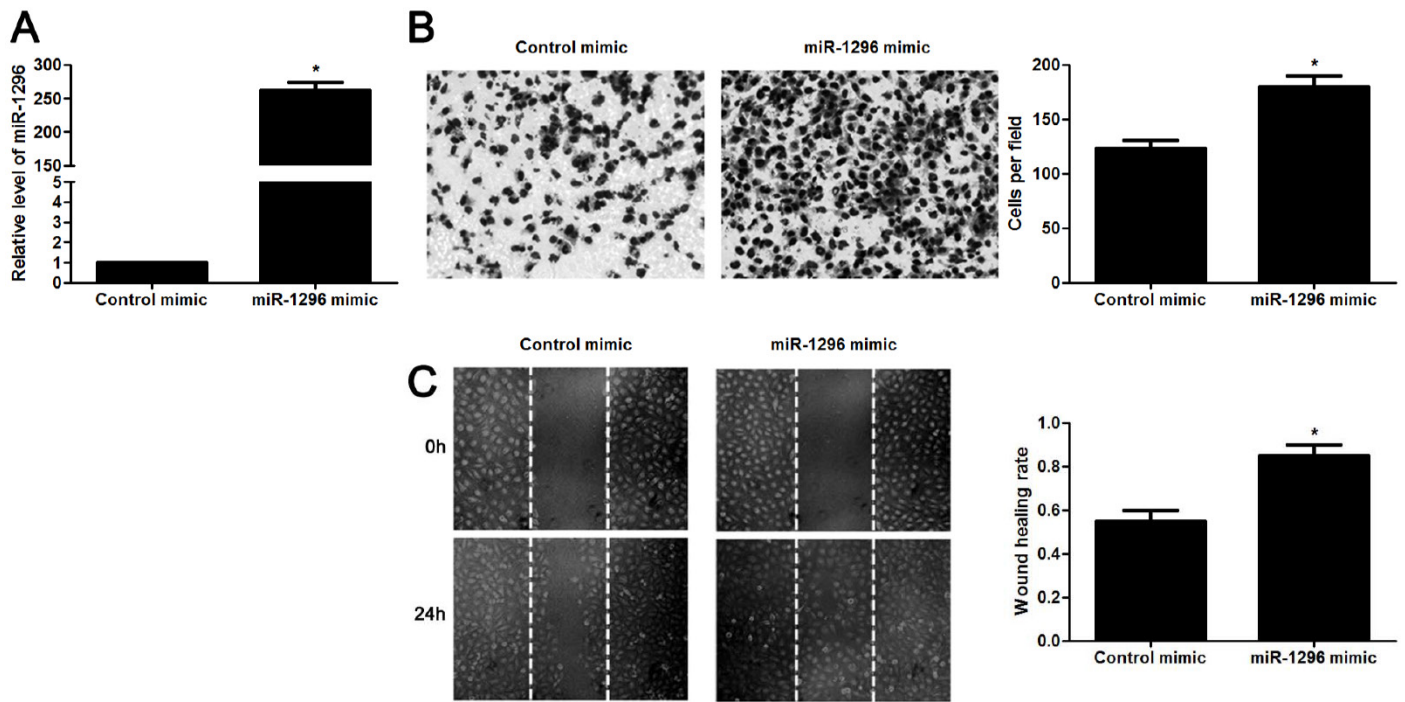 A
Relative level of miR-1296
300
250
200
150
5
4
3
2
1
0
*
Control mimic
miR-1296 mimic
B
Control mimic
miR-1296 mimic
Cells per field
200
150
100
50
0
*
Control mimic
miR-1296 mimic
C
Control mimic
miR-1296 mimic
0h
24h
Wound healing rate
1.0
0.8
0.6
0.4
0.2
0.0
*
Control mimic
miR-1296 mimic